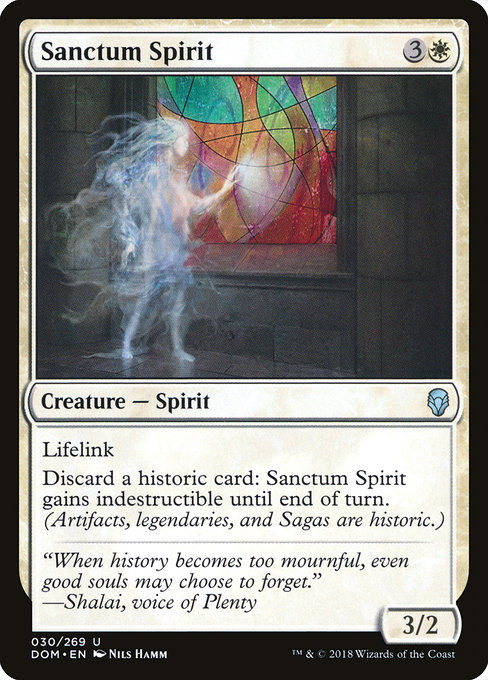 Sanctum Spirit 3
Creature — Spirit
Lifelink
Discard a historic card: Sanctum Spirit
gains indestructible until end of turn.
(Artifacts, legendaries, and Sagas are historic.)
“When history becomes too mournful, even
good souls may choose to forget.”
—Shalai, voice of Plenty
3/2
030/269 U
DOM • EN Nils Hamm
™ & © 2018 Wizards of the Coast